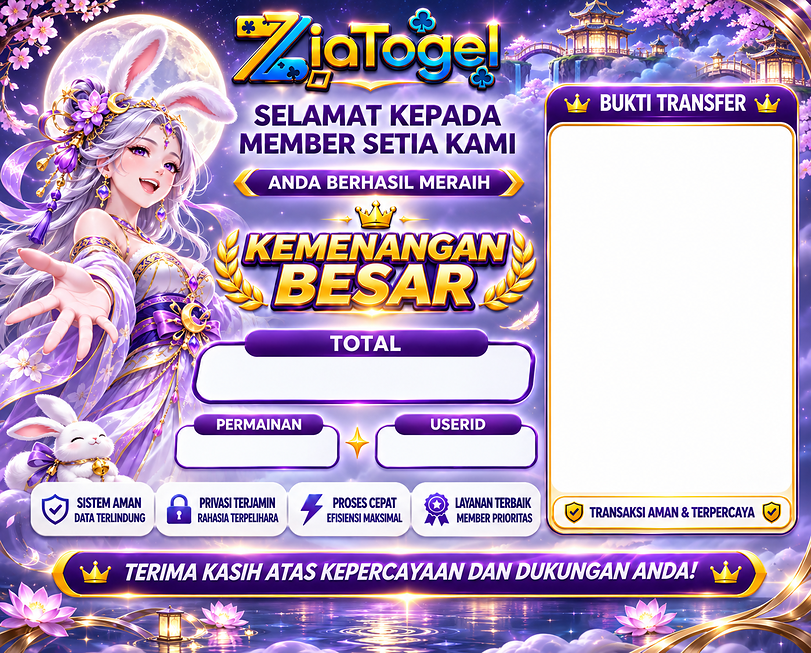 ZiaTogel
SELAMAT KEPADA
MEMBER SETIA KAMI
ANDA BERHASIL MERAIH
KEMENANGAN
BESAR
TOTAL
PERMAINAN
USERID
BUKTI TRANSFER
TRANSAKSI AMAN & TERPERCAYA
SISTEM AMAN
DATA TERLINDUNG
PRIVASI TERJAMIN
RAHASIA TERPELIHARA
PROSES CEPAT
EFISIENSI MAKSIMAL
LAYANAN TERBAIK
MEMBER PRIORITAS
TERIMA KASIH ATAS KEPERCAYAAN DAN DUKUNGAN ANDA!